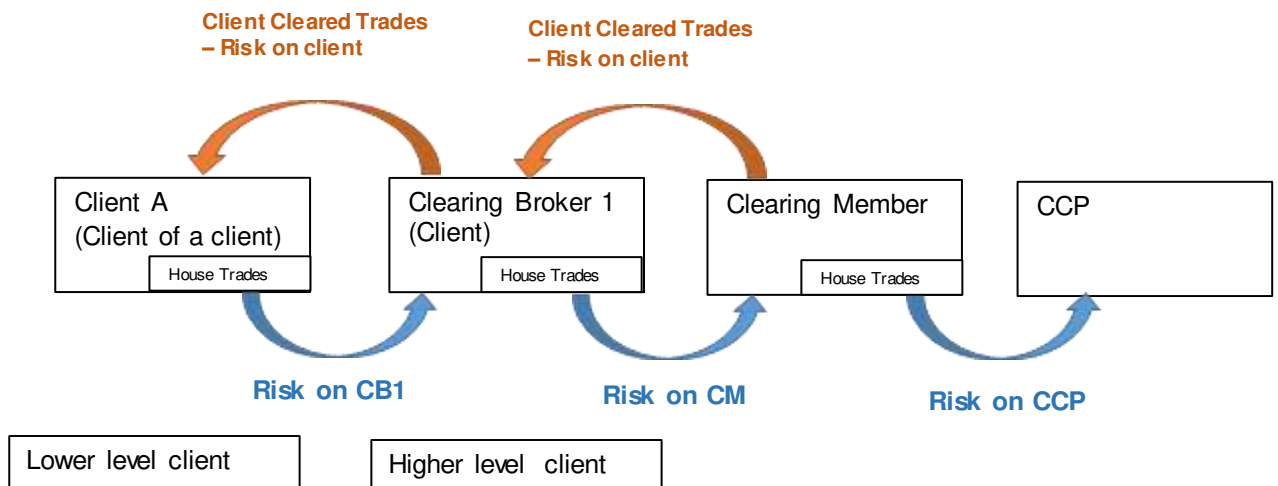 Client Cleared Trades
– Risk on client
Client Cleared Trades
– Risk on client
Client A
(Client of a client)
House Trades
Clearing Broker 1
(Client)
House Trades
Clearing Member
House Trades
CCP
Risk on CB1
Risk on CM
Risk on CCP
Lower level client
Higher level client